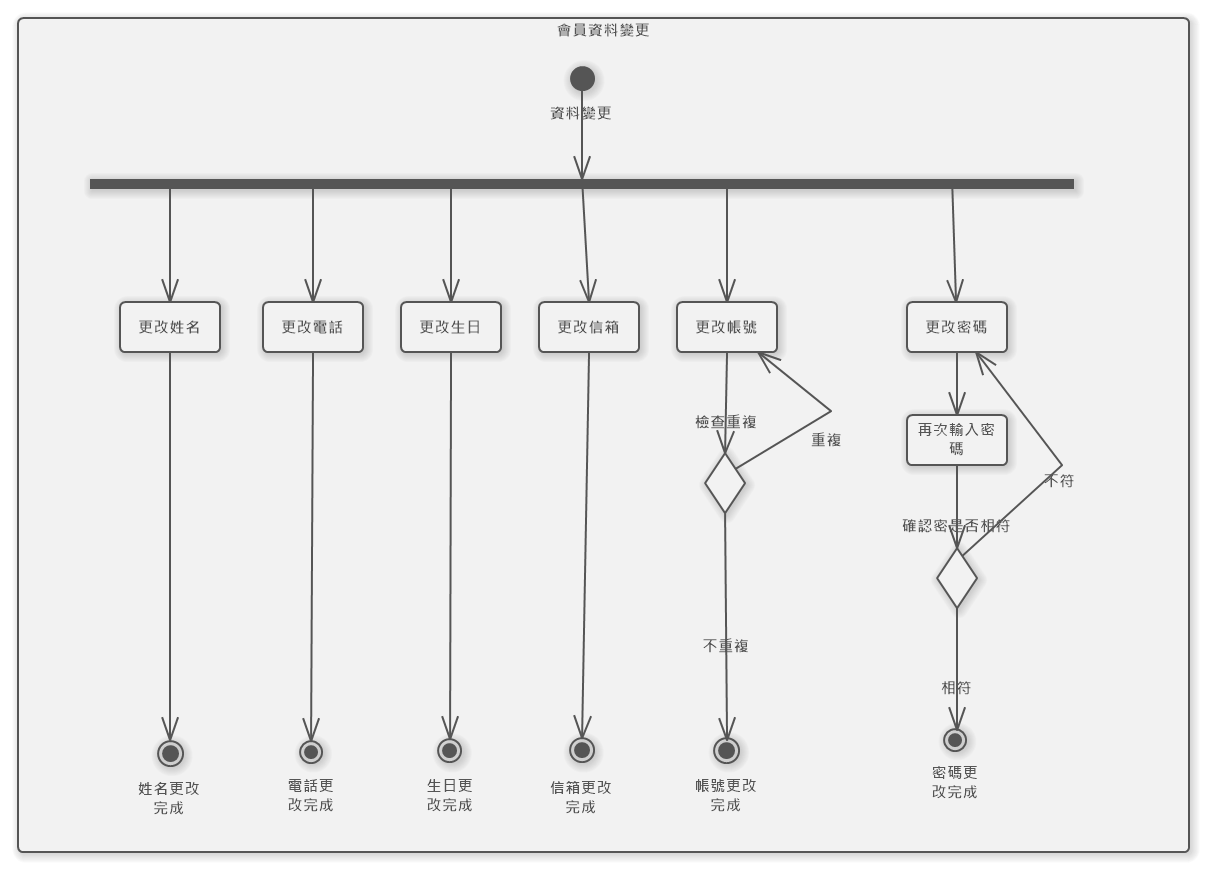 會員資料變更
資料變更
更改姓名
更改電話
更改生日
更改信箱
更改帳號
更改密碼
檢查重複
重複
再次輸入密
碼
不符
確認密是否相符
不重複
相符
姓名更改
完成
電話更
改完成
生日更
改完成
信箱更改
完成
帳號更改
完成
密碼更
改完成